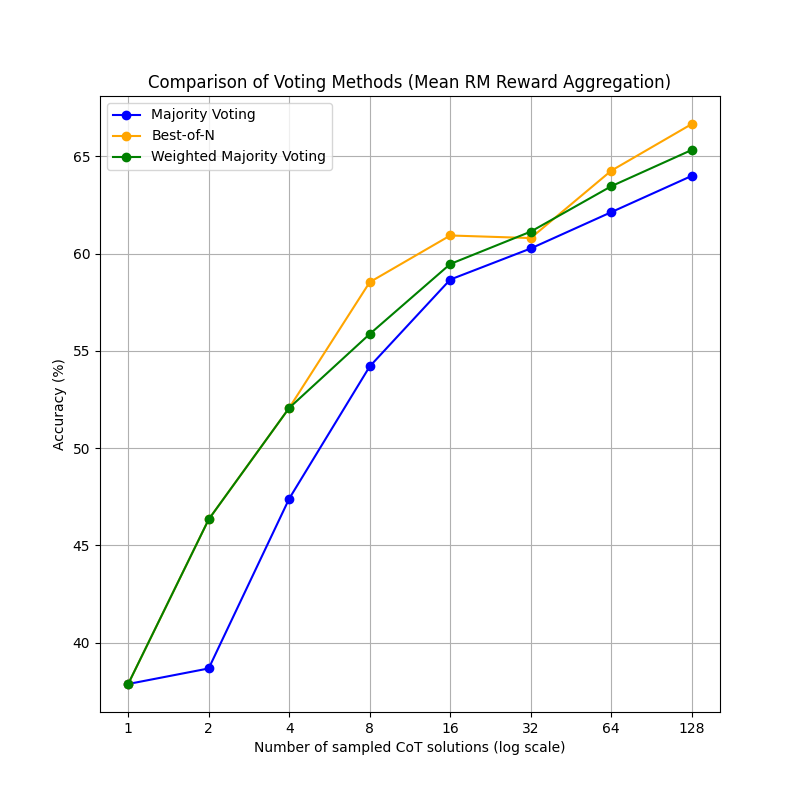 Comparison of Voting Methods (Mean RM Reward Aggregation)
Majority Voting
Best-of-N
Weighted Majority Voting
65
60
55
50
45
40
Accuracy (%)
1 2 4 8 16 32 64 128
Number of sampled CoT solutions (log scale)